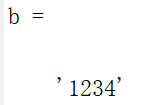 b =
'1234'